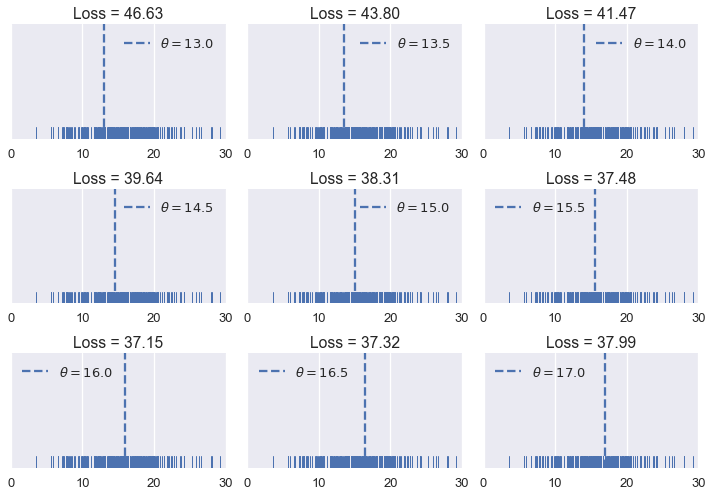 Loss = 46.63
θ = 13.0
0 10 20 30
Loss = 43.80
θ = 13.5
0 10 20 30
Loss = 41.47
θ = 14.0
0 10 20 30
Loss = 39.64
θ = 14.5
0 10 20 30
Loss = 38.31
θ = 15.0
0 10 20 30
Loss = 37.48
θ = 15.5
0 10 20 30
Loss = 37.15
θ = 16.0
0 10 20 30
Loss = 37.32
θ = 16.5
0 10 20 30
Loss = 37.99
θ = 17.0
0 10 20 30